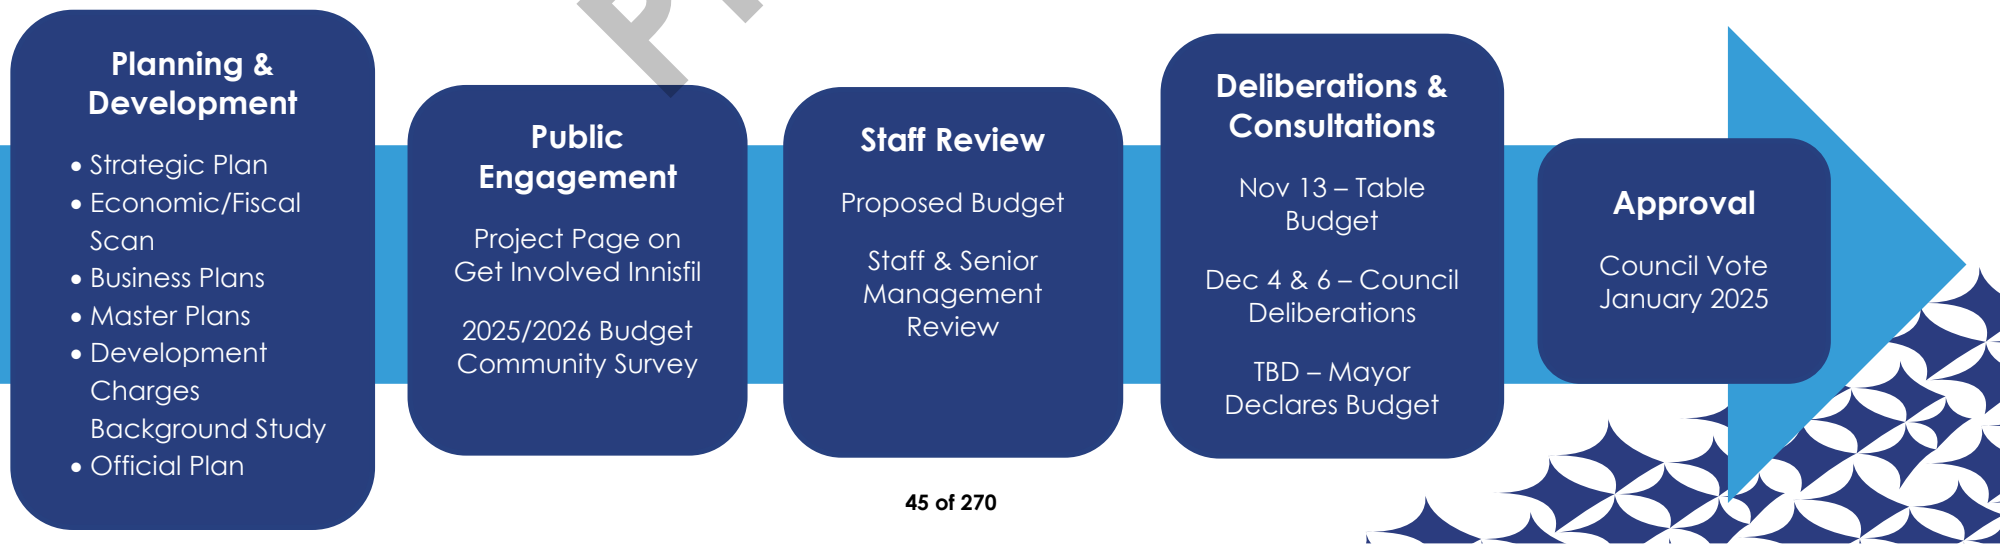 Planning &
Development
• Strategic Plan
• Economic/Fiscal
Scan
• Business Plans
• Master Plans
• Development
Charges
Background Study
• Official Plan
Public
Engagement
Project Page on
Get Involved Innisfil
2025/2026 Budget
Community Survey
Staff Review
Proposed Budget
Staff & Senior
Management
Review
Deliberations &
Consultations
Nov 13 – Table
Budget
Dec 4 & 6 – Council
Deliberations
TBD – Mayor
Declares Budget
Approval
Council Vote
January 2025
45 of 270